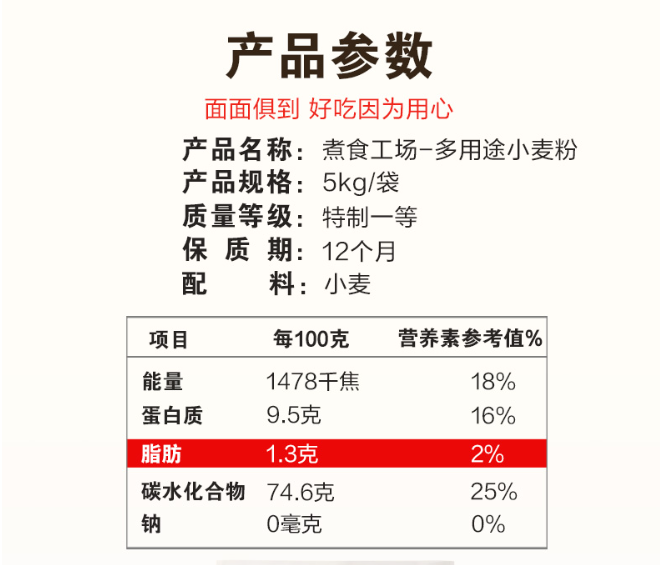 产品参数
面面俱到 好吃因为用心
产品名称：煮食工场-多用途小麦粉
产品规格：5kg/袋
质量等级：特制一等
保质期：12个月
配料：小麦
项目 每100克 营养素参考值%
能量 1478千焦 18%
蛋白质 9.5克 16%
脂肪 1.3克 2%
碳水化合物 74.6克 25%
钠 0毫克 0%